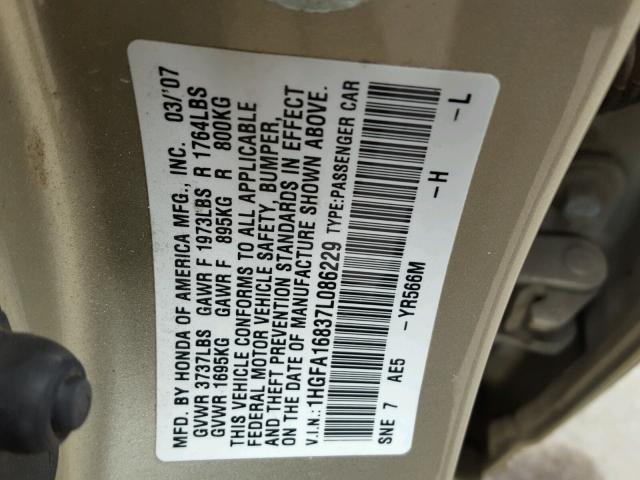 MFD. BY HONDA OF AMERICA MFG., INC. 03/'07
GVWR 3737LBS GAWR F 1973LBS R 1764LBS
GVWR 1695KG GAWR F 895KG R 800KG
THIS VEHICLE CONFORMS TO ALL APPLICABLE
FEDERAL MOTOR VEHICLE SAFETY, BUMPER,
AND THEFT PREVENTION STANDARDS IN EFFECT
ON THE DATE OF MANUFACTURE SHOWN ABOVE.
V.I.N.: 1HGFA16837L086229 TYPE:PASSENGER CAR
SNE 7 AE5 - YR566M - H - L